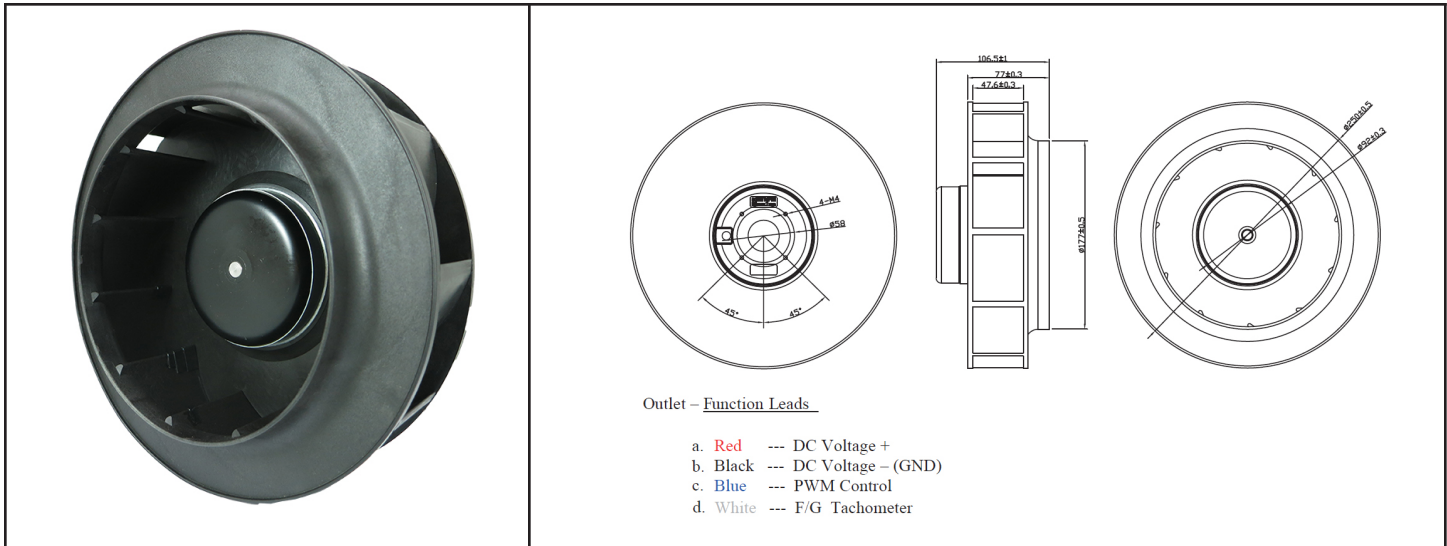 106.5±1
77±0.3
47.6±0.3
ø250±0.5
ø92±0.3
4-M4
ø58
ø177±0.5
45° 45°
Outlet – Function Leads
a. Red --- DC Voltage +
b. Black --- DC Voltage – (GND)
c. Blue --- PWM Control
d. White --- F/G Tachometer